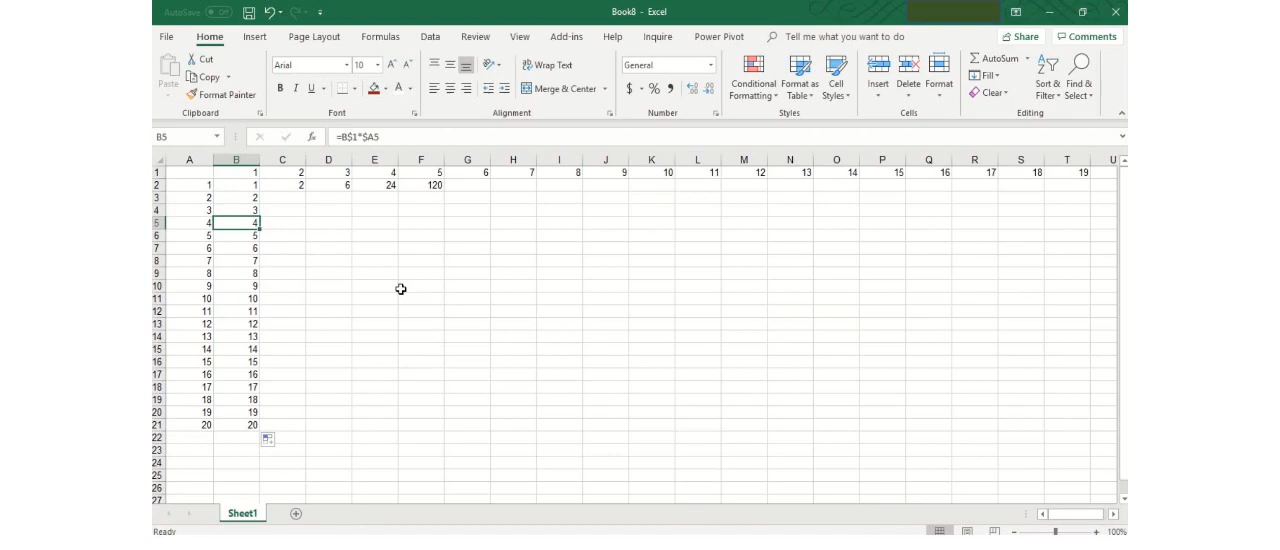 AutoSave Off Book8 - Excel
File Home Insert Page Layout Formulas Data Review View Add-ins Help Inquire Power Pivot Tell me what you want to do Share Comments
Paste Cut Arial 10 A A Wrap Text General Conditional Formatting Format as Table Cell Styles Insert Delete Format AutoSum Sort & Filter Find & Select
Copy B I U A Merge & Center $ % , Fill
Format Painter Clear
Clipboard Font Alignment Number Styles Cells Editing
B5 fx =B$1*$A5
A B C D E F G H I J K L M N O P Q R S T U
1 1 2 3 4 5 6 7 8 9 10 11 12 13 14 15 16 17 18 19
2 1 1 2 6 24 120
3 2 2
4 3 3
5 4 4
6 5 5
7 6 6
8 7 7
9 8 8
10 9 9
11 10 10
12 11 11
13 12 12
14 13 13
15 14 14
16 15 15
17 16 16
18 17 17
19 18 18
20 19 19
21 20 20
22
23
24
25
26
27
Sheet1
Ready 100%